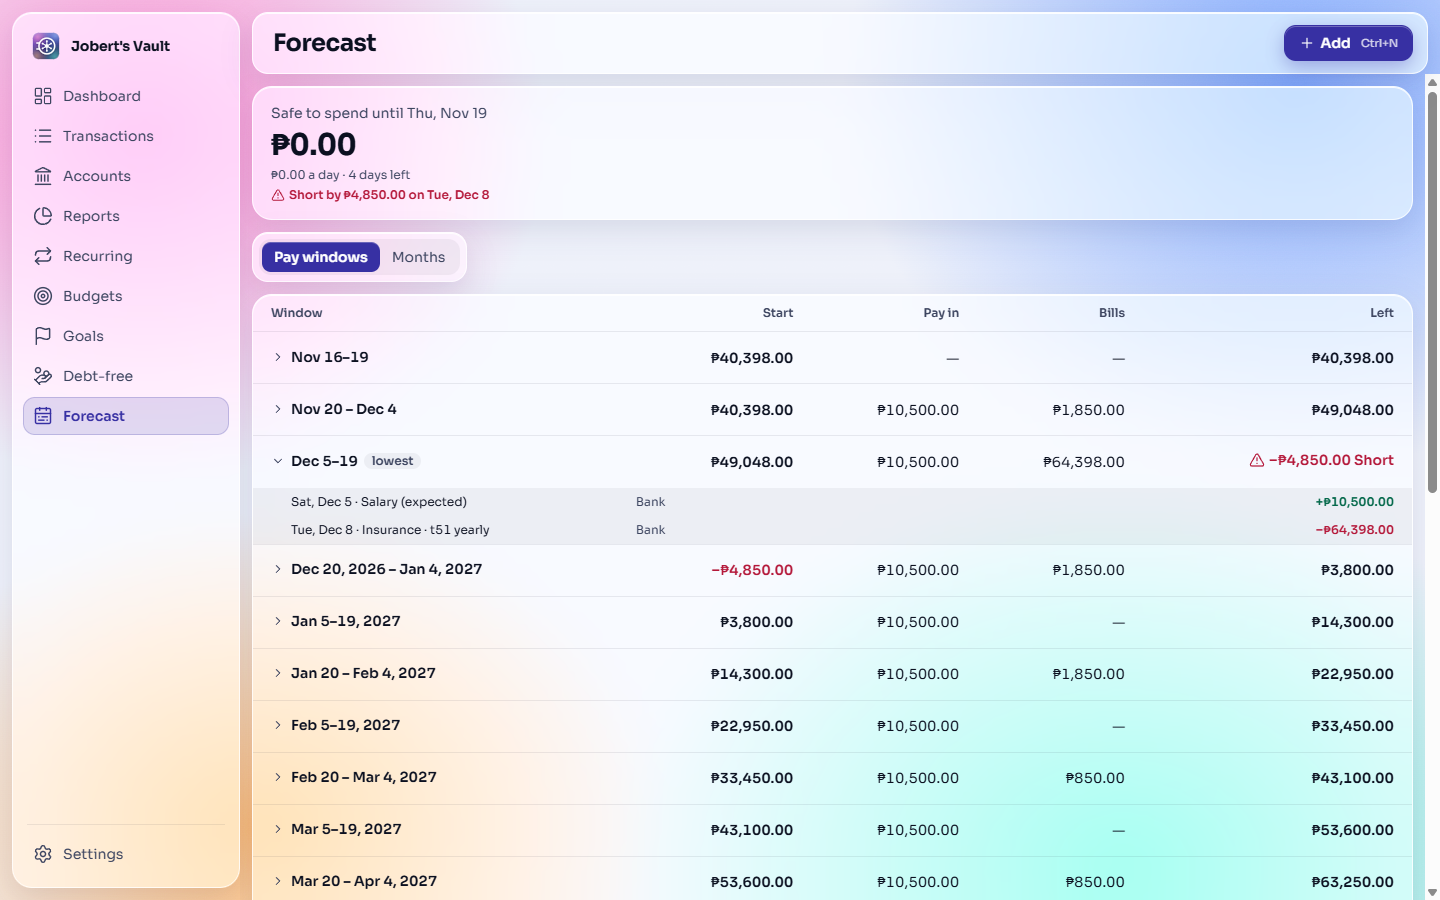 Jobert's Vault
Dashboard
Transactions
Accounts
Reports
Recurring
Budgets
Goals
Debt-free
Forecast
Settings
Forecast
Add Ctrl+N
Safe to spend until Thu, Nov 19
₱0.00
₱0.00 a day · 4 days left
Short by ₱4,850.00 on Tue, Dec 8
Pay windows Months
Window Start Pay in Bills Left
Nov 16–19 ₱40,398.00 — — ₱40,398.00
Nov 20 – Dec 4 ₱40,398.00 ₱10,500.00 ₱1,850.00 ₱49,048.00
Dec 5–19 lowest ₱49,048.00 ₱10,500.00 ₱64,398.00 −₱4,850.00 Short
Sat, Dec 5 · Salary (expected) Bank +₱10,500.00
Tue, Dec 8 · Insurance · t51 yearly Bank −₱64,398.00
Dec 20, 2026 – Jan 4, 2027 −₱4,850.00 ₱10,500.00 ₱1,850.00 ₱3,800.00
Jan 5–19, 2027 ₱3,800.00 ₱10,500.00 — ₱14,300.00
Jan 20 – Feb 4, 2027 ₱14,300.00 ₱10,500.00 ₱1,850.00 ₱22,950.00
Feb 5–19, 2027 ₱22,950.00 ₱10,500.00 — ₱33,450.00
Feb 20 – Mar 4, 2027 ₱33,450.00 ₱10,500.00 ₱850.00 ₱43,100.00
Mar 5–19, 2027 ₱43,100.00 ₱10,500.00 — ₱53,600.00
Mar 20 – Apr 4, 2027 ₱53,600.00 ₱10,500.00 ₱850.00 ₱63,250.00